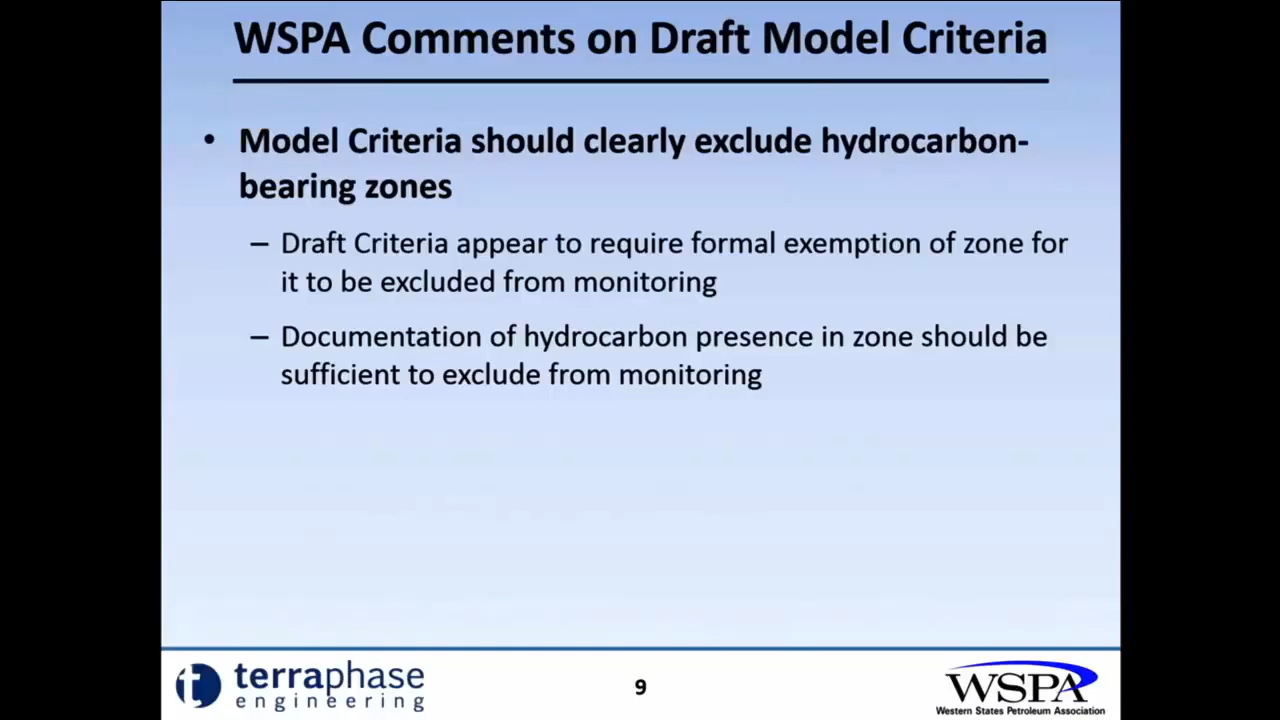 WSPA Comments on Draft Model Criteria
• Model Criteria should clearly exclude hydrocarbon-
bearing zones
– Draft Criteria appear to require formal exemption of zone for
it to be excluded from monitoring
– Documentation of hydrocarbon presence in zone should be
sufficient to exclude from monitoring
t terraphase
engineering
9
WSPA
Western States Petroleum Association